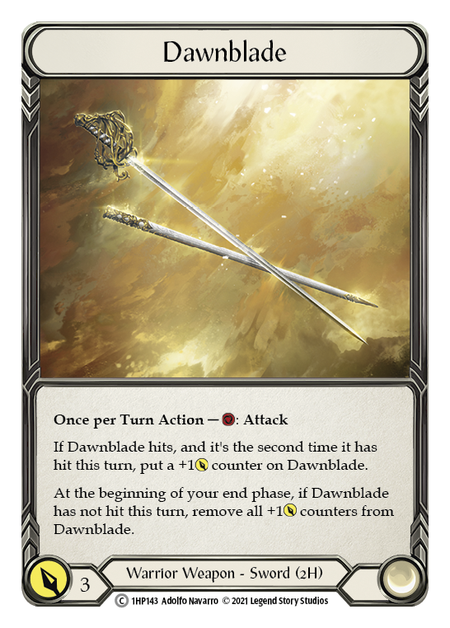 Dawnblade
Once per Turn Action — : Attack
If Dawnblade hits, and it's the second time it has
hit this turn, put a +1 counter on Dawnblade.
At the beginning of your end phase, if Dawnblade
has not hit this turn, remove all +1 counters from
Dawnblade.
3
Warrior Weapon - Sword (2H)
C 1HP143 Adolfo Navarro © 2021 Legend Story Studios